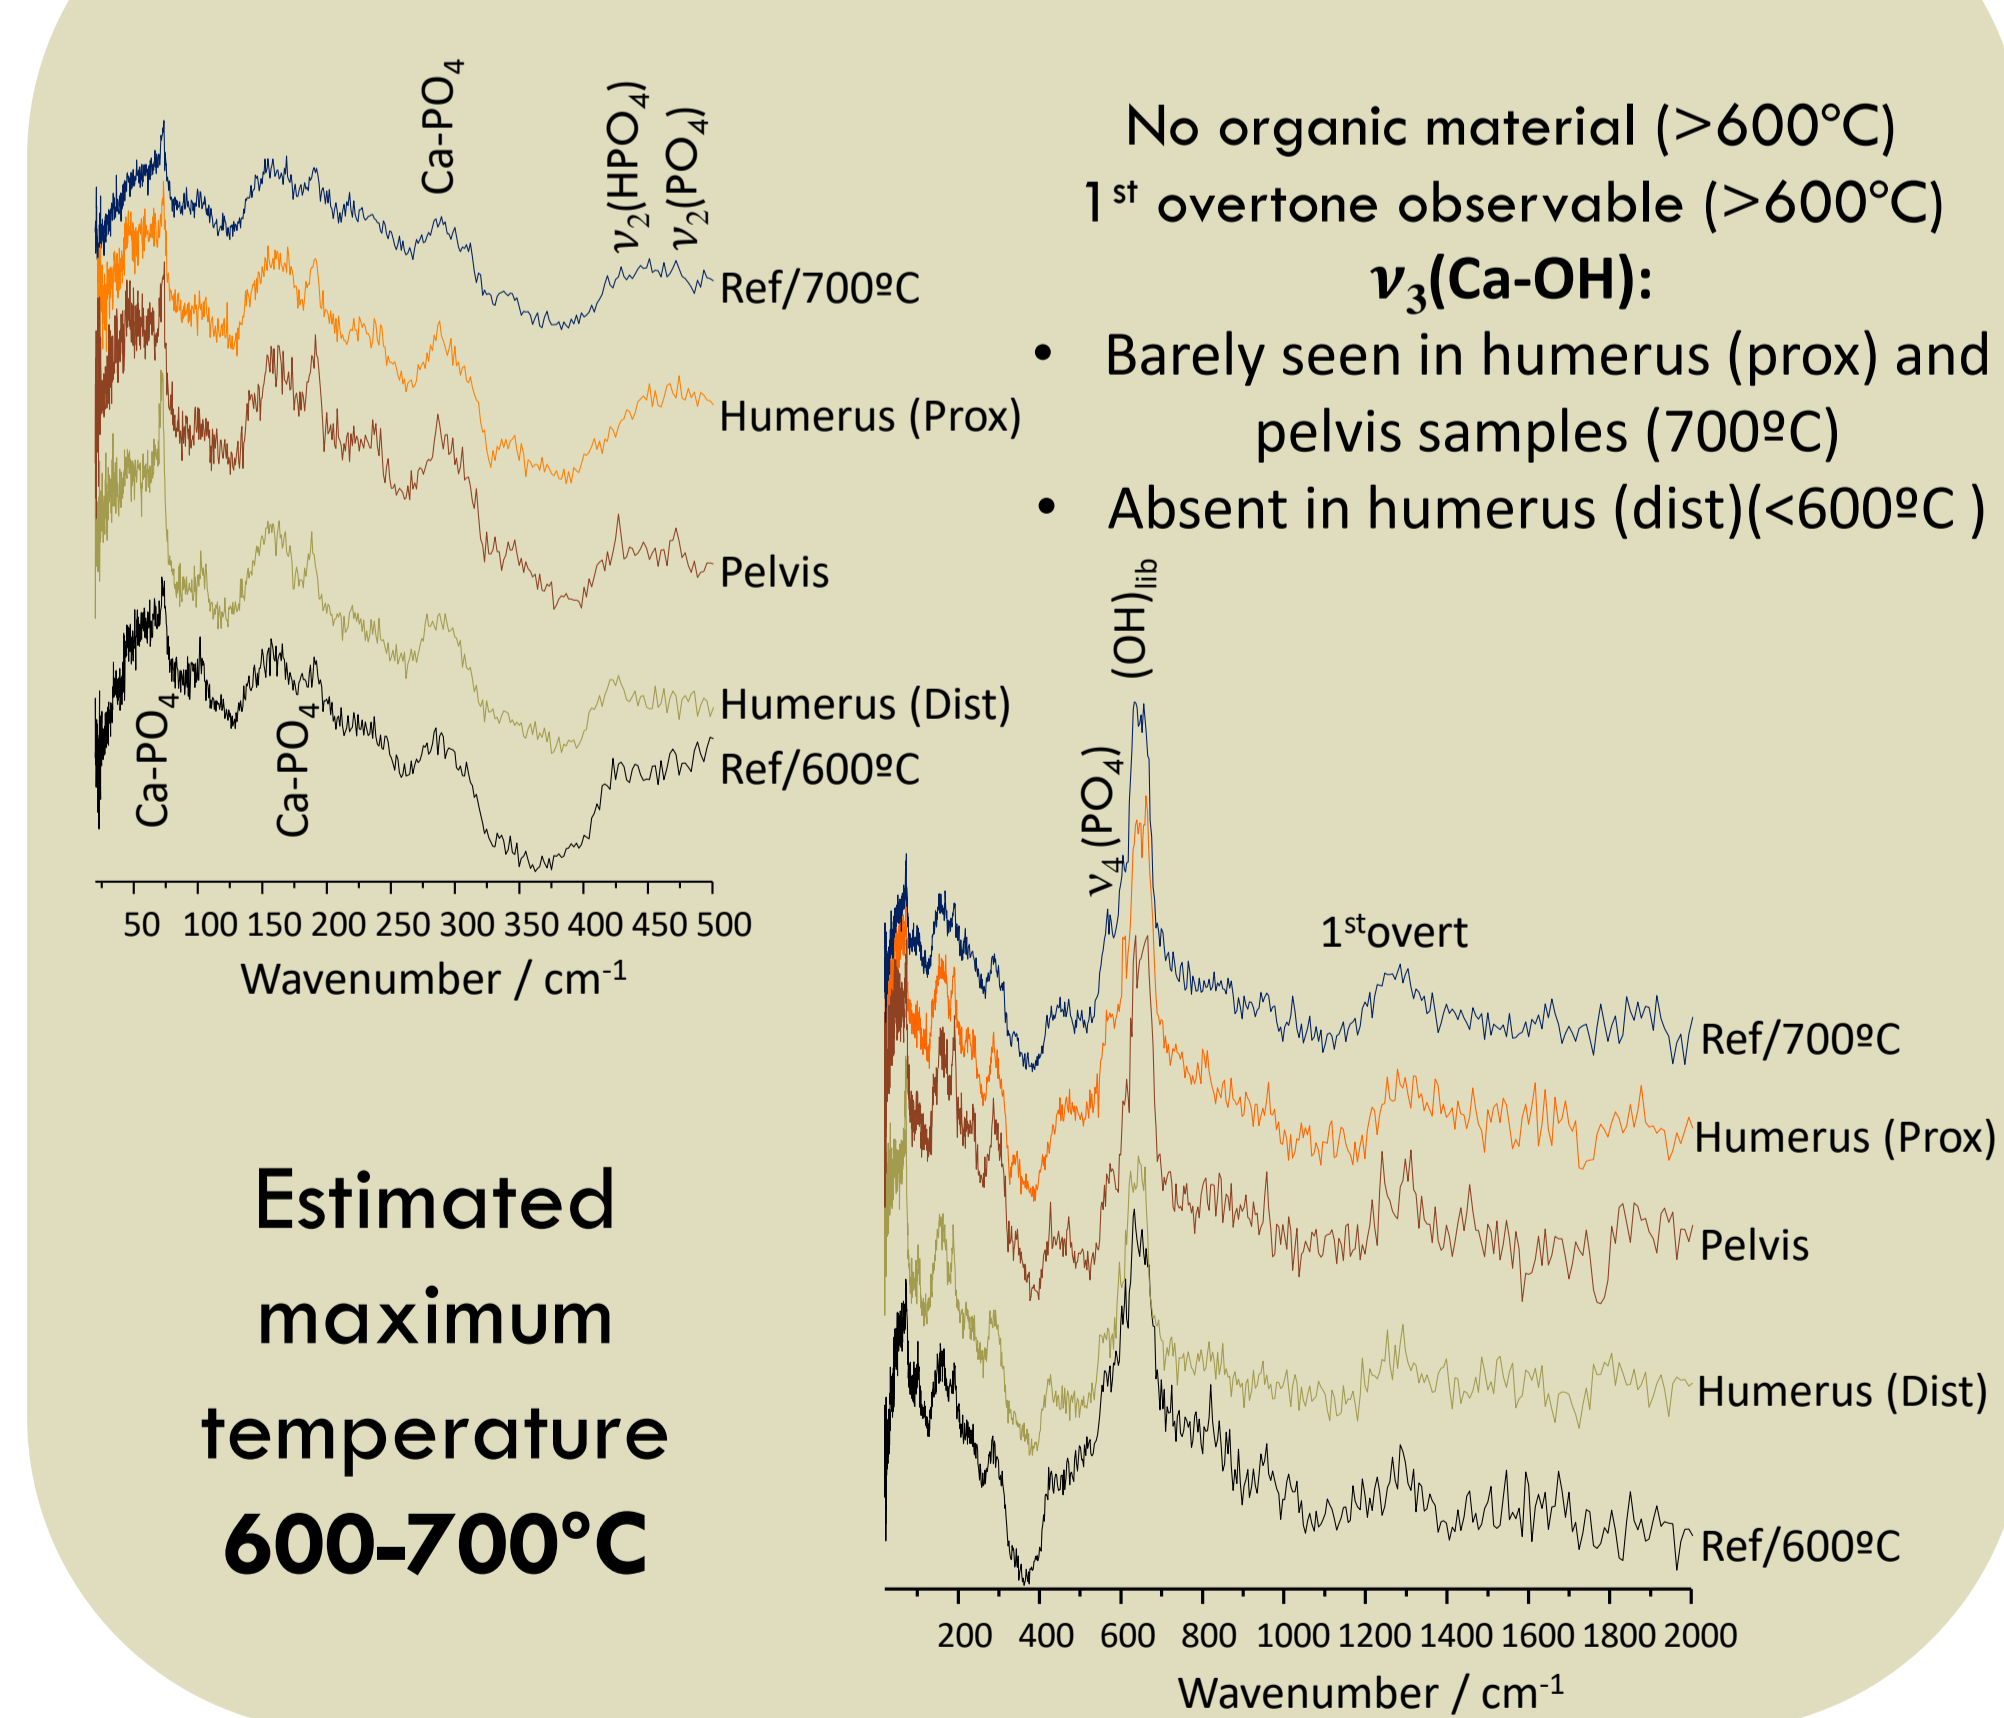 Ca-PO4
ν2(HPO4)
ν2(PO4)
Ref/700ºC
Humerus (Prox)
Pelvis
Humerus (Dist)
Ref/600ºC
Ca-PO4
Ca-PO4
50 100 150 200 250 300 350 400 450 500
Wavenumber / cm-1
No organic material (>600°C)
1st overtone observable (>600°C)
ν3(Ca-OH):
• Barely seen in humerus (prox) and
pelvis samples (700ºC)
• Absent in humerus (dist)(<600ºC )
(OH)lib
ν4(PO4)
1stovert
Ref/700ºC
Humerus (Prox)
Pelvis
Humerus (Dist)
Ref/600ºC
200 400 600 800 1000 1200 1400 1600 1800 2000
Wavenumber / cm-1
Estimated
maximum
temperature
600-700°C